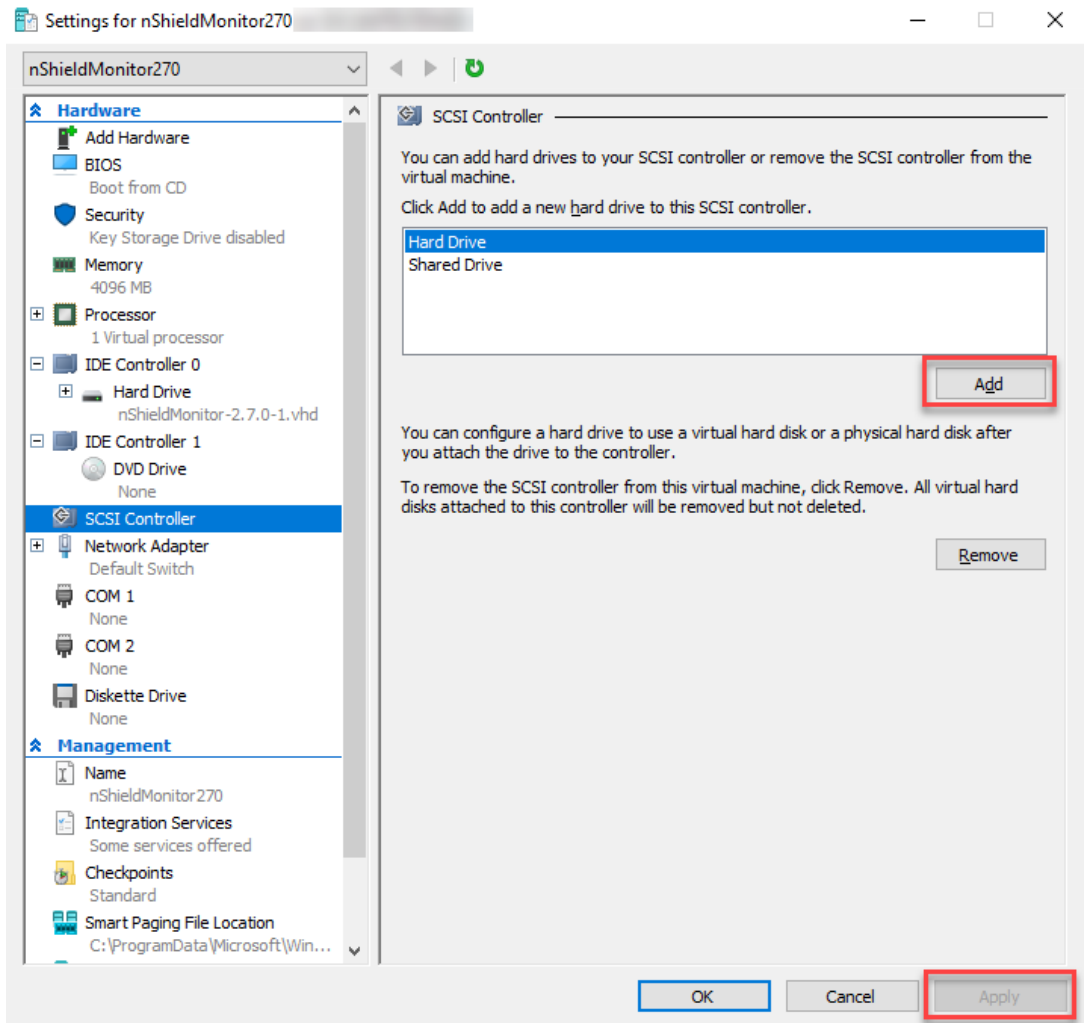 Settings for nShieldMonitor270
nShieldMonitor270
Hardware
Add Hardware
BIOS
Boot from CD
Security
Key Storage Drive disabled
Memory
4096 MB
Processor
1 Virtual processor
IDE Controller 0
Hard Drive
nShieldMonitor-2.7.0-1.vhd
IDE Controller 1
DVD Drive
None
SCSI Controller
Network Adapter
Default Switch
COM 1
None
COM 2
None
Diskette Drive
None
Management
Name
nShieldMonitor270
Integration Services
Some services offered
Checkpoints
Standard
Smart Paging File Location
C:\ProgramData\Microsoft\Win...
SCSI Controller
You can add hard drives to your SCSI controller or remove the SCSI controller from the
virtual machine.
Click Add to add a new hard drive to this SCSI controller.
Hard Drive
Shared Drive
Add
You can configure a hard drive to use a virtual hard disk or a physical hard disk after
you attach the drive to the controller.
To remove the SCSI controller from this virtual machine, click Remove. All virtual hard
disks attached to this controller will be removed but not deleted.
Remove
OK
Cancel
Apply